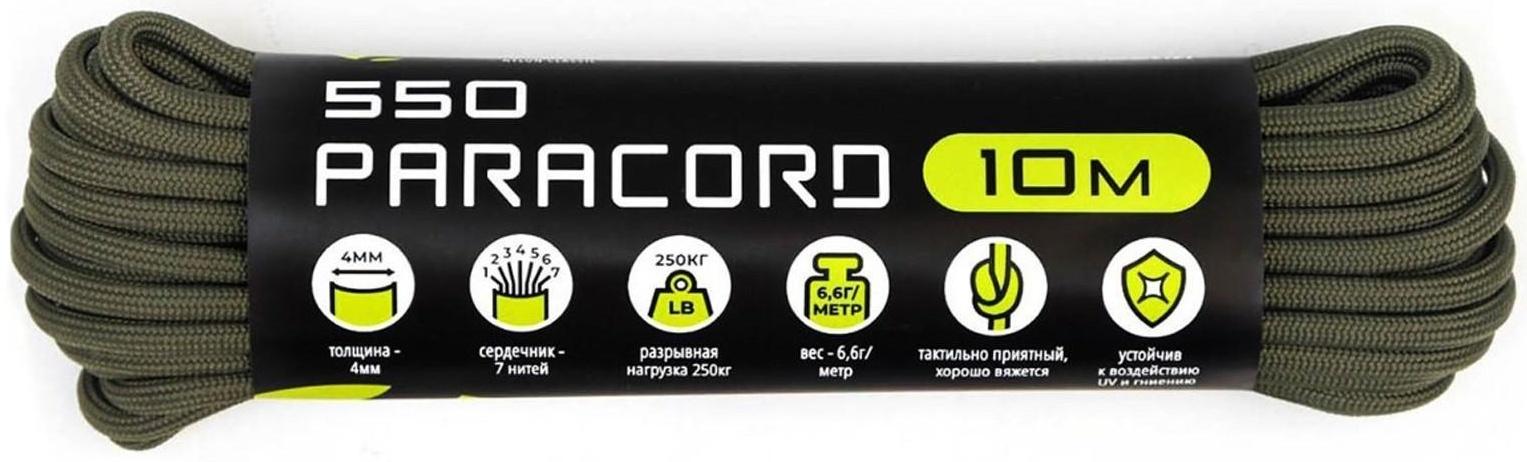 550
PARACORD
10М
4ММ
1 2 3 4 5 6 7
250КГ
LB
6,6Г/
МЕТР
толщина -
4мм
сердечник -
7 нитей
разрывная
нагрузка 250кг
вес - 6,6г/
метр
тактильно приятный,
хорошо вяжется
устойчив
к воздействию
UV и гниению